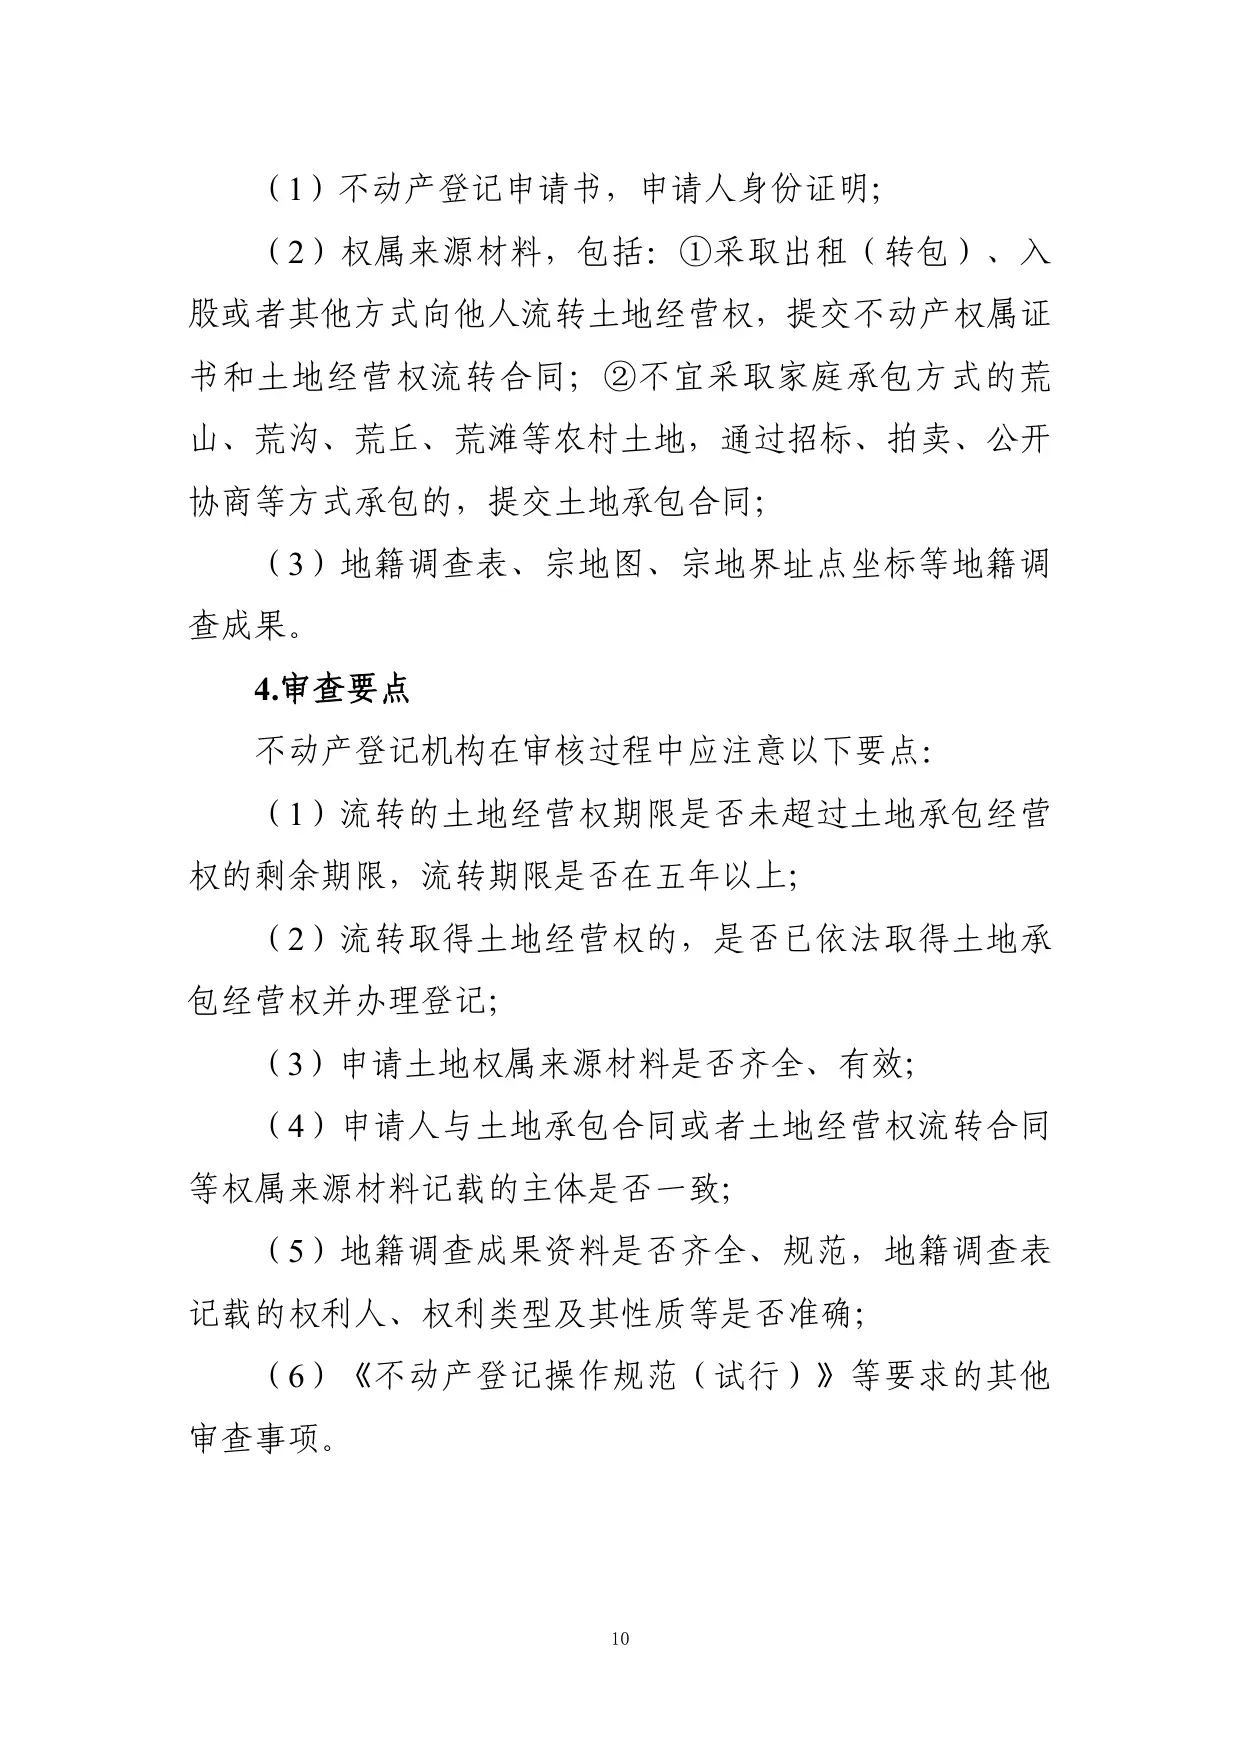 （1）不动产登记申请书，申请人身份证明；
（2）权属来源材料，包括：①采取出租（转包）、入
股或者其他方式向他人流转土地经营权，提交不动产权属证
书和土地经营权流转合同；②不宜采取家庭承包方式的荒
山、荒沟、荒丘、荒滩等农村土地，通过招标、拍卖、公开
协商等方式承包的，提交土地承包合同；
（3）地籍调查表、宗地图、宗地界址点坐标等地籍调
查成果。
4.审查要点
不动产登记机构在审核过程中应注意以下要点：
（1）流转的土地经营权期限是否未超过土地承包经营
权的剩余期限，流转期限是否在五年以上；
（2）流转取得土地经营权的，是否已依法取得土地承
包经营权并办理登记；
（3）申请土地权属来源材料是否齐全、有效；
（4）申请人与土地承包合同或者土地经营权流转合同
等权属来源材料记载的主体是否一致；
（5）地籍调查成果资料是否齐全、规范，地籍调查表
记载的权利人、权利类型及其性质等是否准确；
（6）《不动产登记操作规范（试行）》等要求的其他
审查事项。
10